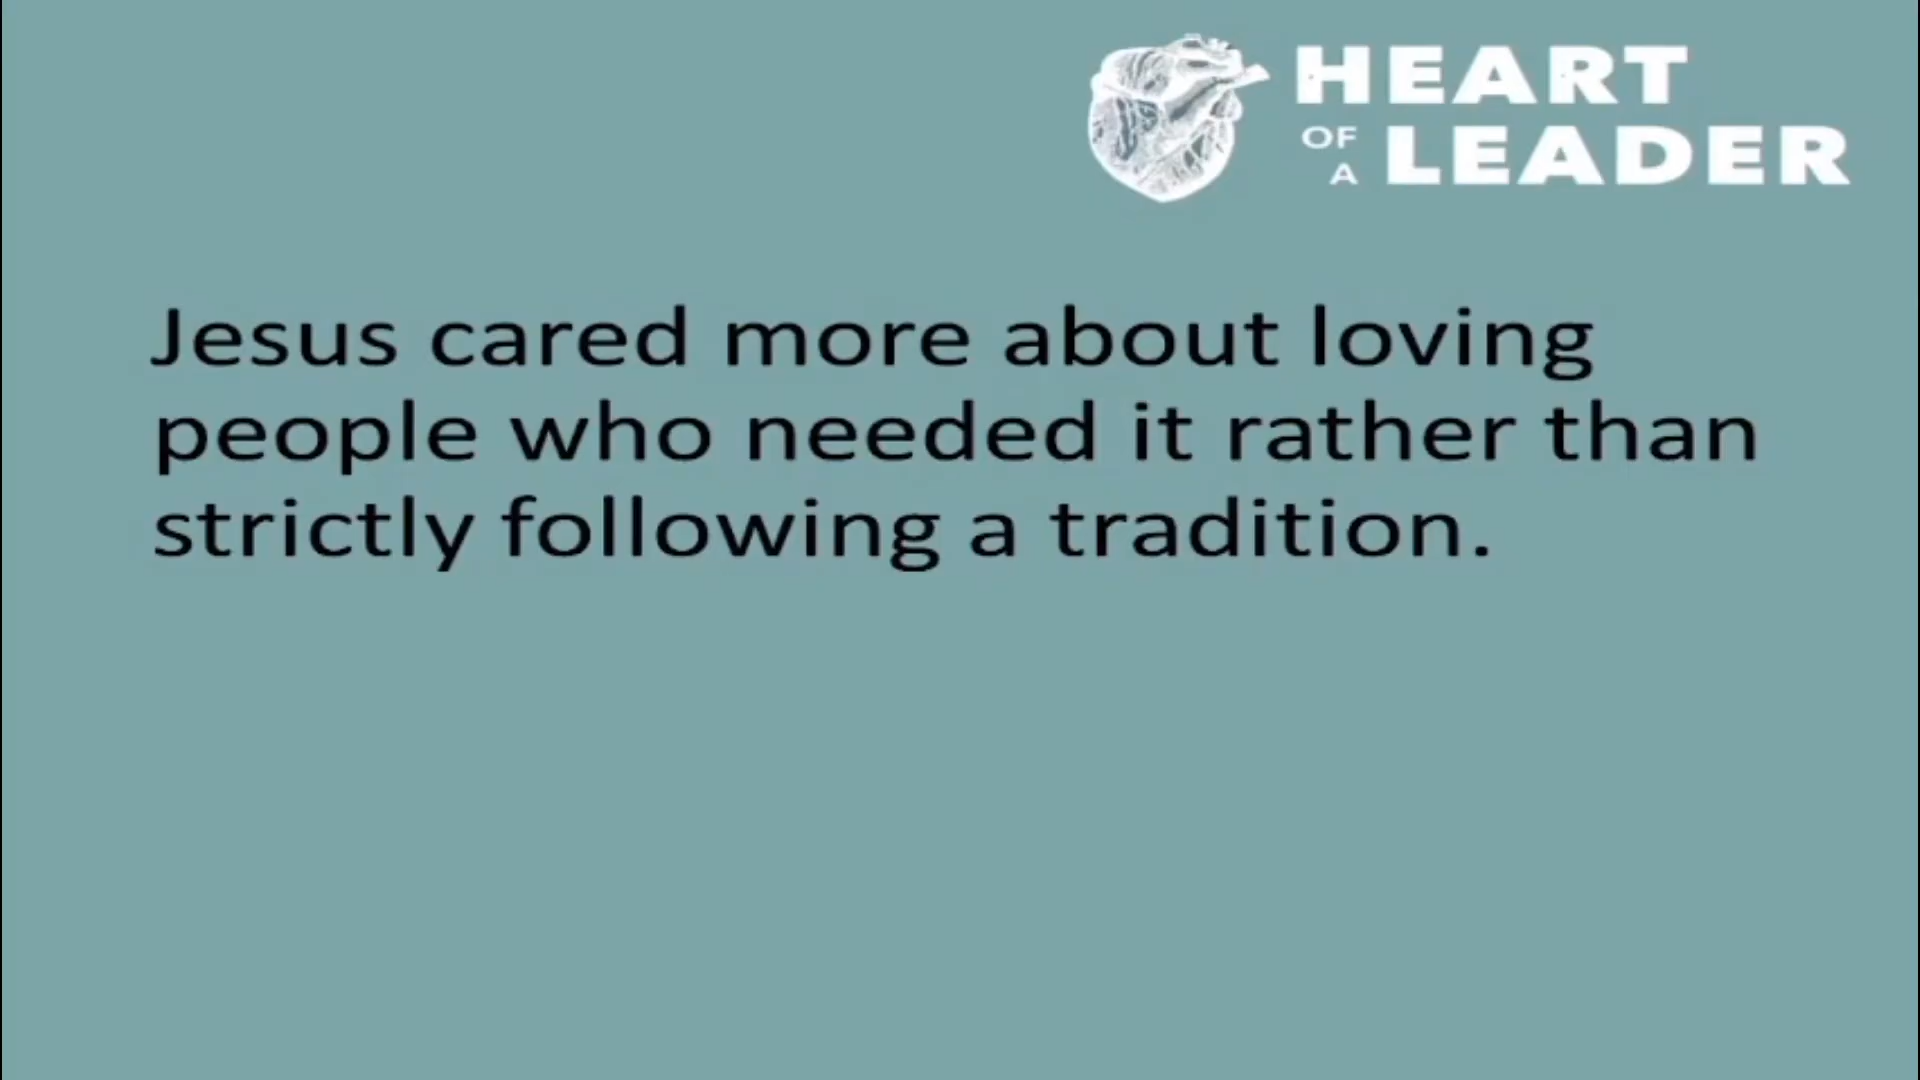 HEART
OF A LEADER
Jesus cared more about loving
people who needed it rather than
strictly following a tradition.